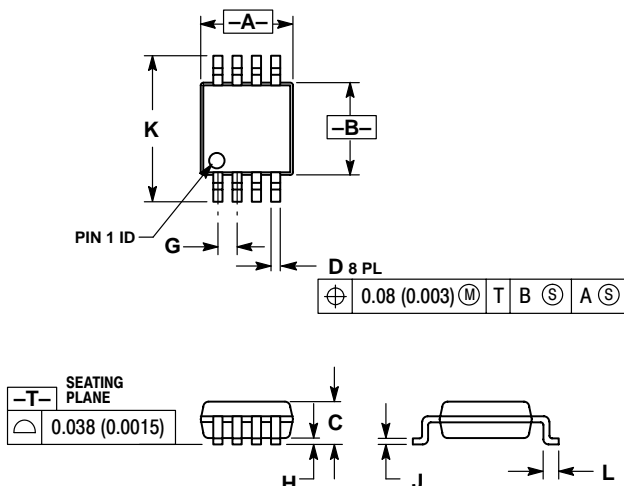 –A–
K
–B–
PIN 1 ID
G
D 8 PL
⌖ 0.08 (0.003) Ⓜ T B Ⓢ A Ⓢ
–T– SEATING PLANE
⌓ 0.038 (0.0015)
C
H
J
L